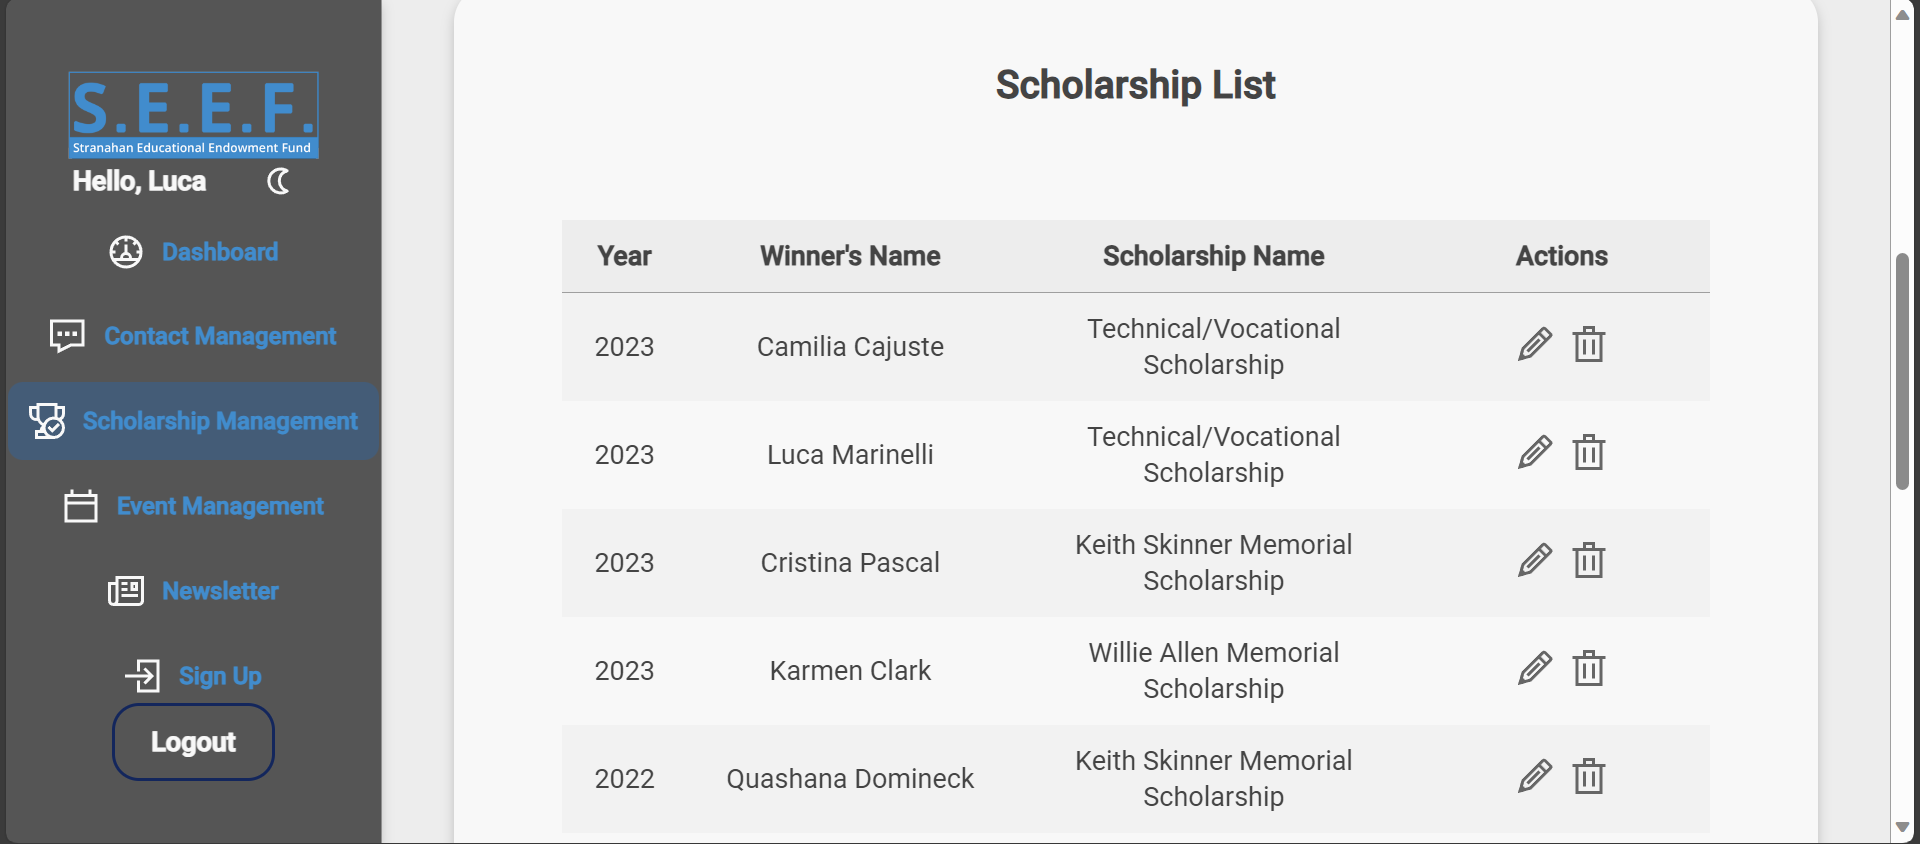 S.E.E.F.
Stranahan Educational Endowment Fund
Hello, Luca
Dashboard
Contact Management
Scholarship Management
Event Management
Newsletter
Sign Up
Logout
Scholarship List
Year Winner's Name Scholarship Name Actions
2023 Camilia Cajuste Technical/Vocational
Scholarship
2023 Luca Marinelli Technical/Vocational
Scholarship
2023 Cristina Pascal Keith Skinner Memorial
Scholarship
2023 Karmen Clark Willie Allen Memorial
Scholarship
2022 Quashana Domineck Keith Skinner Memorial
Scholarship